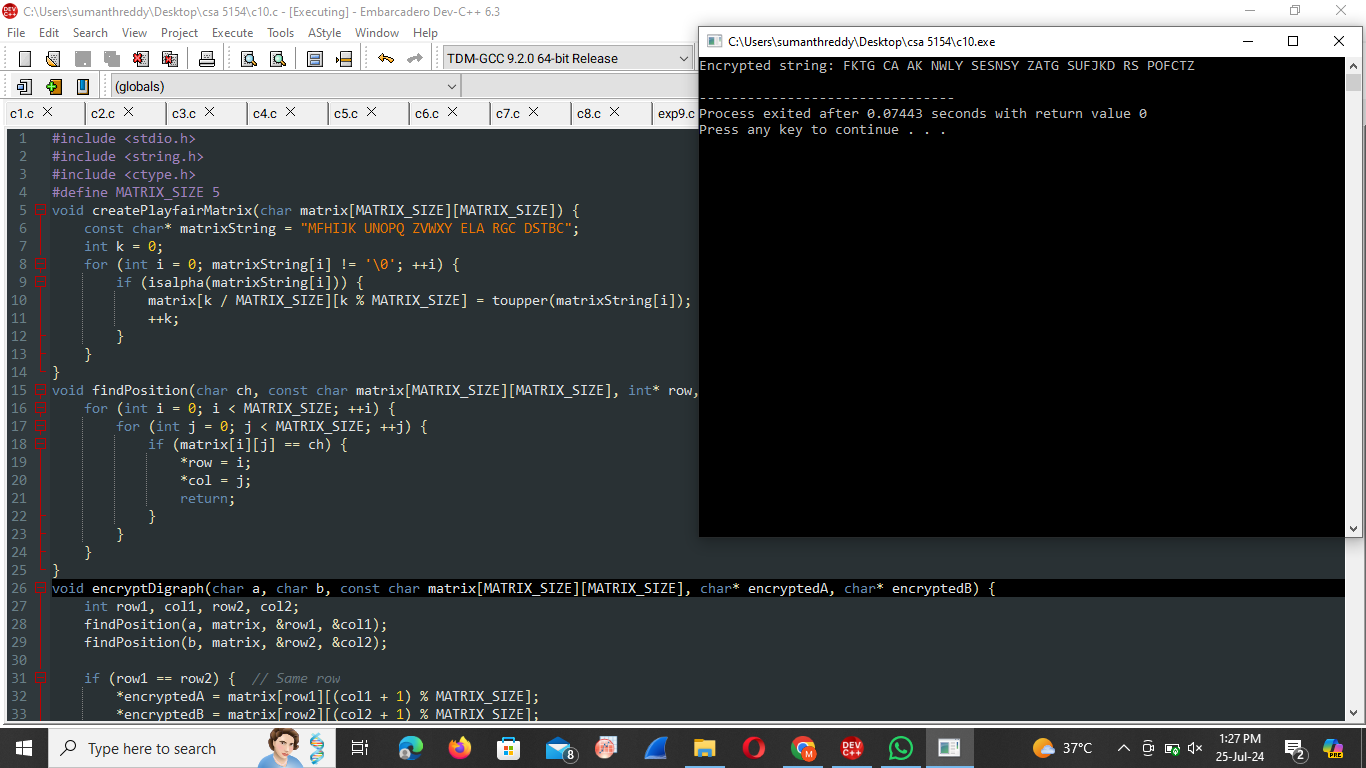 C:\Users\sumanthreddy\Desktop\csa 5154\c10.c - [Executing] - Embarcadero Dev-C++ 6.3
File Edit Search View Project Execute Tools AStyle Window Help
TDM-GCC 9.2.0 64-bit Release
(globals)
c1.c c2.c c3.c c4.c c5.c c6.c c7.c c8.c exp9.c
1 #include <stdio.h>
2 #include <string.h>
3 #include <ctype.h>
4 #define MATRIX_SIZE 5
5 void createPlayfairMatrix(char matrix[MATRIX_SIZE][MATRIX_SIZE]) {
6 const char* matrixString = "MFHIJK UNOPQ ZVWXY ELA RGC DSTBC";
7 int k = 0;
8 for (int i = 0; matrixString[i] != '\0'; ++i) {
9 if (isalpha(matrixString[i])) {
10 matrix[k / MATRIX_SIZE][k % MATRIX_SIZE] = toupper(matrixString[i]);
11 ++k;
12 }
13 }
14 }
15 void findPosition(char ch, const char matrix[MATRIX_SIZE][MATRIX_SIZE], int* row,
16 for (int i = 0; i < MATRIX_SIZE; ++i) {
17 for (int j = 0; j < MATRIX_SIZE; ++j) {
18 if (matrix[i][j] == ch) {
19 *row = i;
20 *col = j;
21 return;
22 }
23 }
24 }
25 }
26 void encryptDigraph(char a, char b, const char matrix[MATRIX_SIZE][MATRIX_SIZE], char* encryptedA, char* encryptedB) {
27 int row1, col1, row2, col2;
28 findPosition(a, matrix, &row1, &col1);
29 findPosition(b, matrix, &row2, &col2);
30
31 if (row1 == row2) { // Same row
32 *encryptedA = matrix[row1][(col1 + 1) % MATRIX_SIZE];
33 *encryptedB = matrix[row2][(col2 + 1) % MATRIX_SIZE];
C:\Users\sumanthreddy\Desktop\csa 5154\c10.exe
Encrypted string: FKTG CA AK NWLY SESNSY ZATG SUFJKD RS POFCTZ
--------------------------------
Process exited after 0.07443 seconds with return value 0
Press any key to continue . . .
Type here to search
8
M
DEV C++
37°C
1:27 PM
25-Jul-24
2
PRE